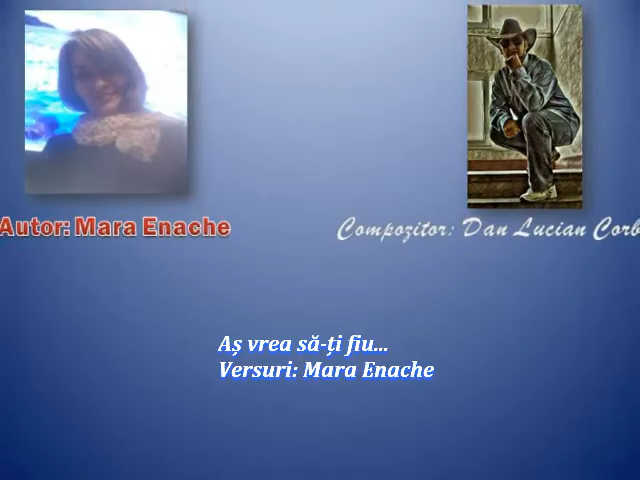 Autor: Mara Enache
Compozitor: Dan Lucian Corb
Aș vrea să-ți fiu...
Versuri: Mara Enache